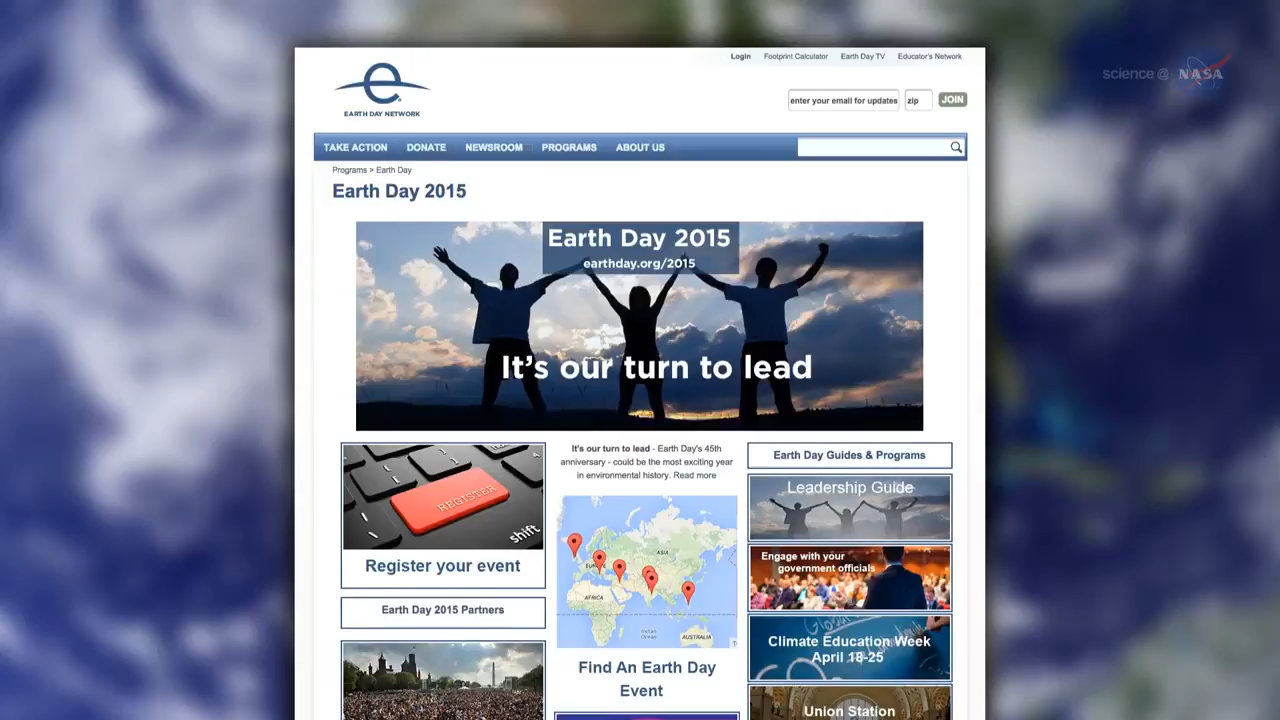 Login Footprint Calculator Earth Day TV Educator's Network
science@ NASA
enter your email for updates zip JOIN
EARTH DAY NETWORK
TAKE ACTION DONATE NEWSROOM PROGRAMS ABOUT US
Programs > Earth Day
Earth Day 2015
Earth Day 2015
earthday.org/2015
It's our turn to lead
REGISTER
shift
Register your event
Earth Day 2015 Partners
It's our turn to lead - Earth Day's 45th
anniversary - could be the most exciting year
in environmental history. Read more
ASIA
AFRICA
Indian
Ocean
AUSTRALIA
Find An Earth Day
Event
Earth Day Guides & Programs
Leadership Guide
Engage with your
government officials
Climate Education Week
April 18-25
Union Station